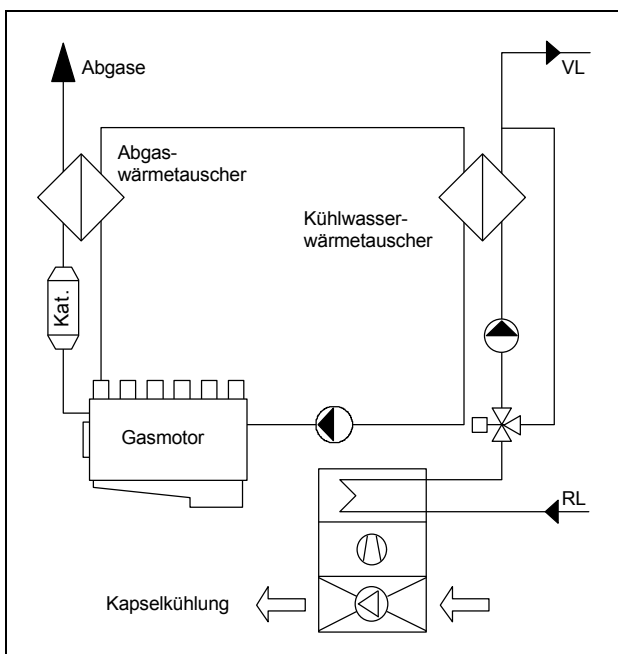 Abgase
VL
Abgas-
wärmetauscher
Kühlwasser-
wärmetauscher
Kat.
Gasmotor
RL
Kapselkühlung